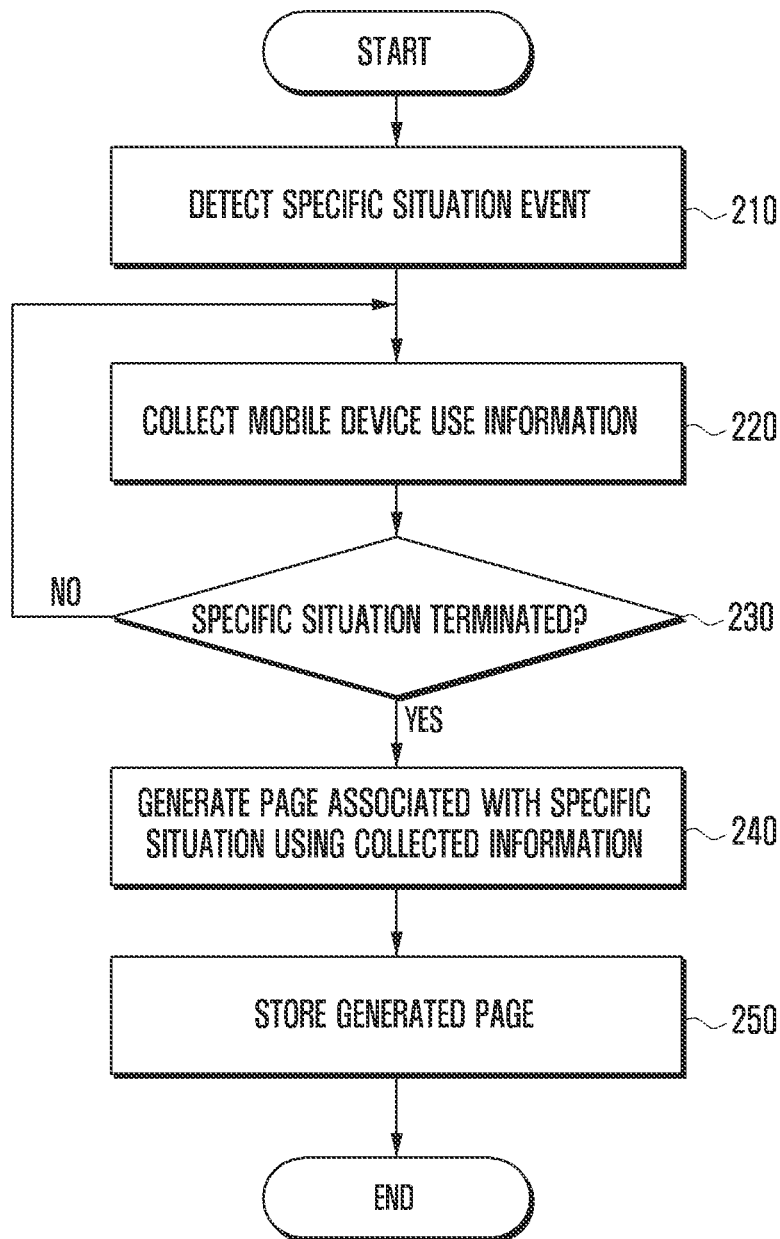 START
DETECT SPECIFIC SITUATION EVENT
210
COLLECT MOBILE DEVICE USE INFORMATION
220
NO
SPECIFIC SITUATION TERMINATED?
230
YES
GENERATE PAGE ASSOCIATED WITH SPECIFIC
SITUATION USING COLLECTED INFORMATION
240
STORE GENERATED PAGE
250
END